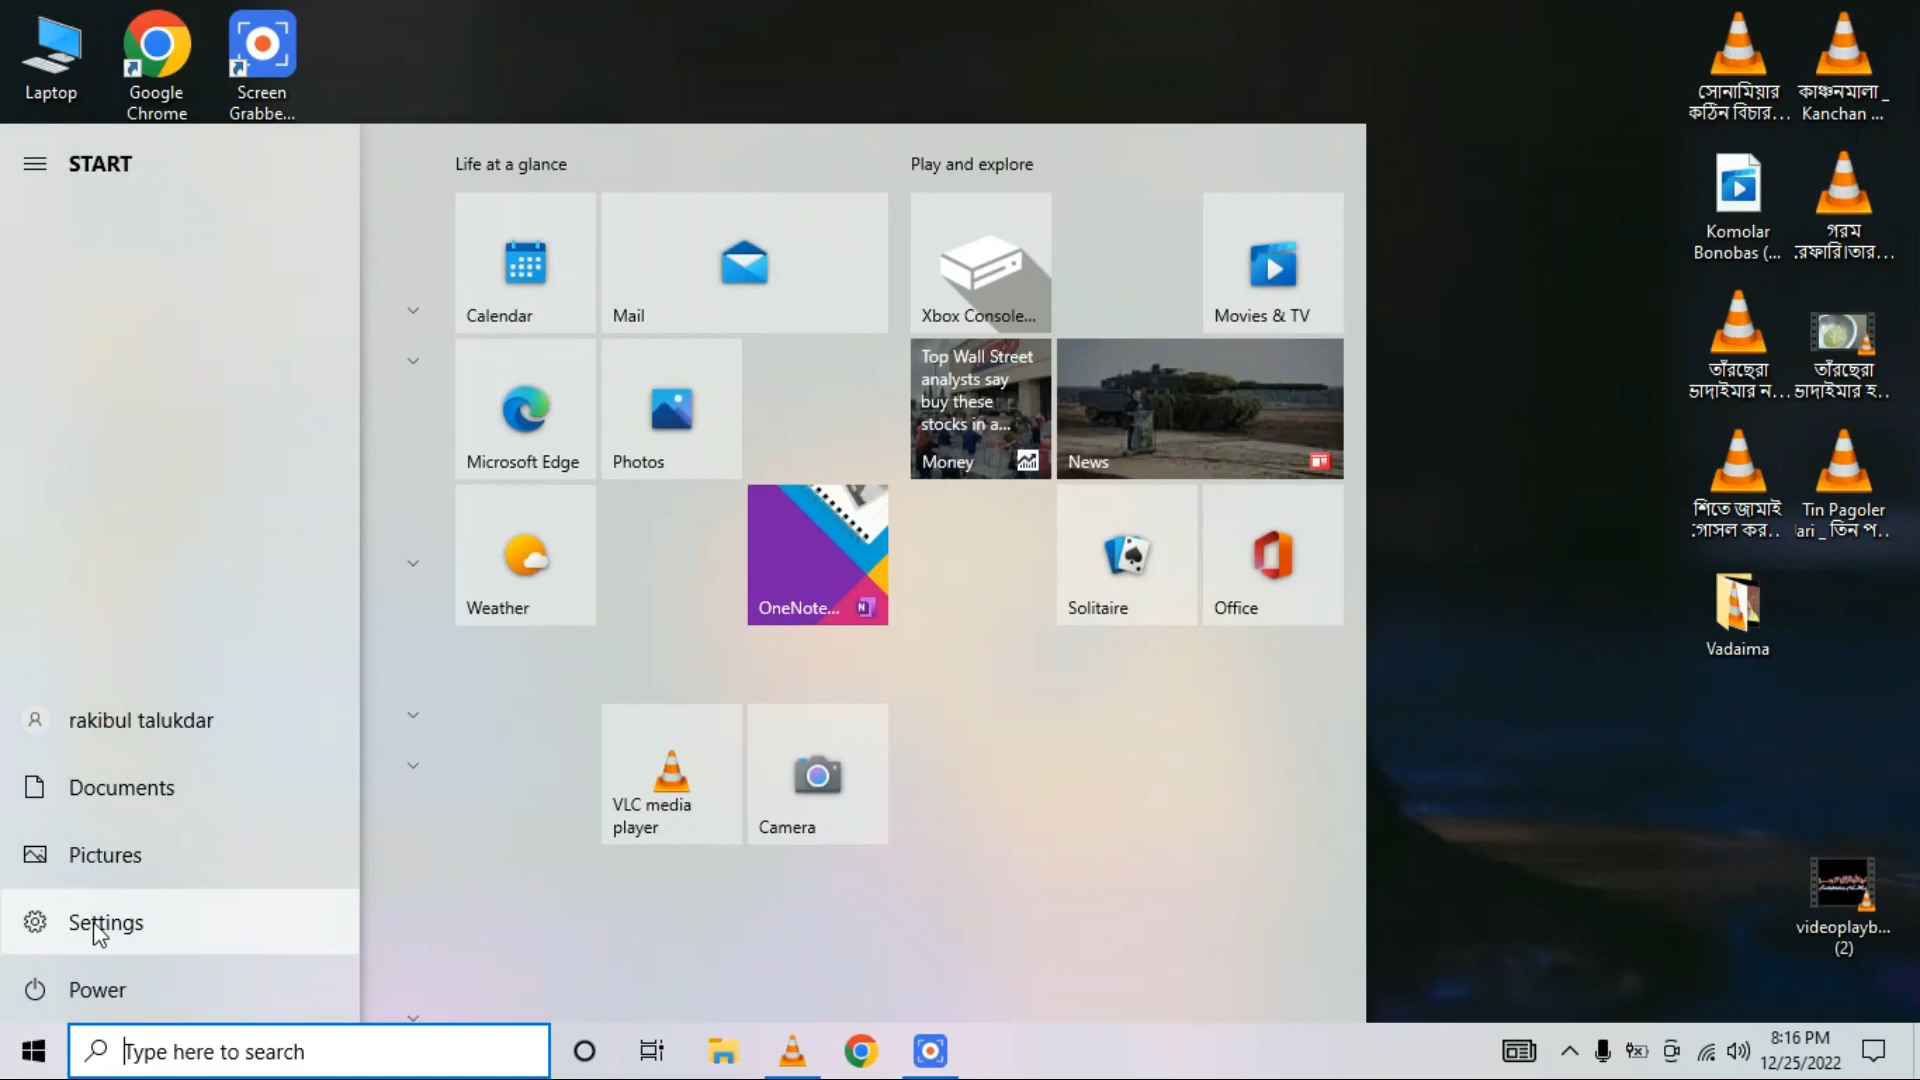 Laptop
Google
Chrome
Screen
Grabbe...
সোনামিয়ার
কঠিন বিচার...
কাঞ্চনমালা _
Kanchan ...
START
Life at a glance
Play and explore
Calendar
Mail
Xbox Console...
Movies & TV
Komolar
Bonobas (...
গরম
Microsoft Edge
Photos
Top Wall Street
analysts say
buy these
stocks in a...
Money
News
তাঁরছেরা
ভাদাইমার ন...
তাঁরছেরা
ভাদাইমার হ...
Weather
OneNote...
Solitaire
Office
শিতে জামাই
গোসল কর...
Tin Pagoler
_ তিন প...
Vadaima
rakibul talukdar
Documents
Pictures
Settings
Power
VLC media
player
Camera
videoplayb...
(2)
Type here to search
8:16 PM
12/25/2022